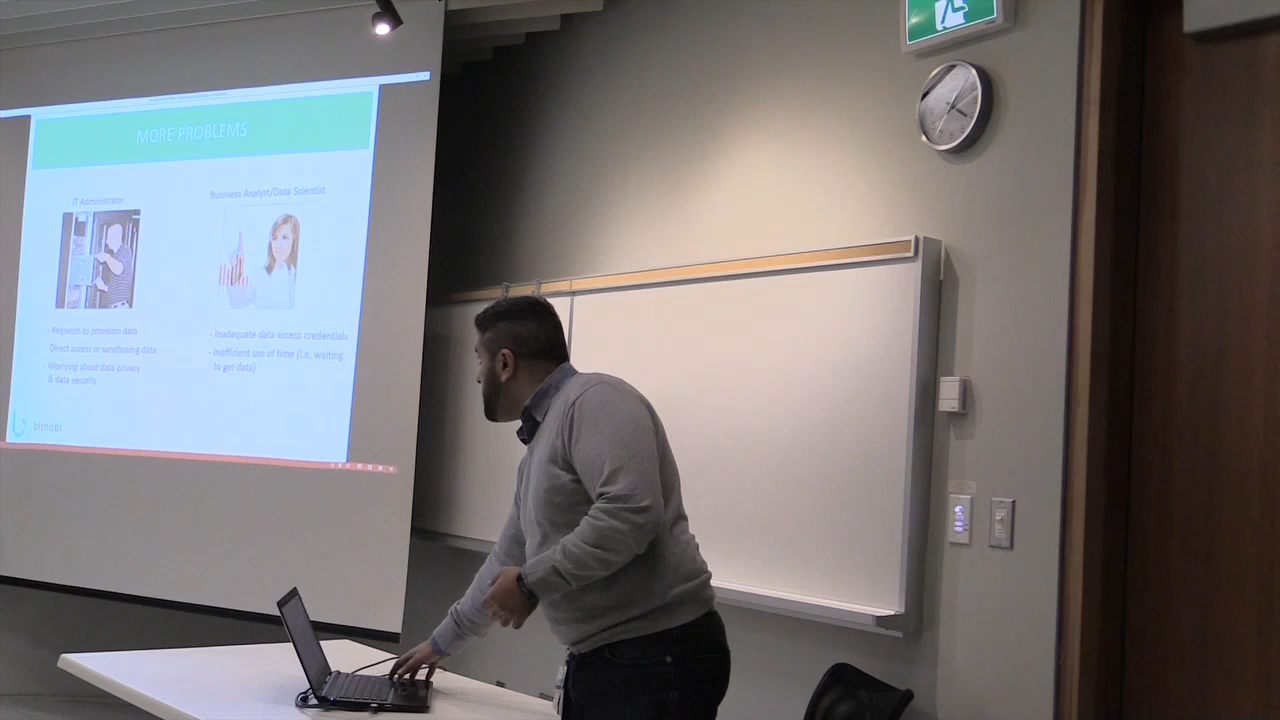 MORE PROBLEMS
IT Administrator
- Requests to provision data
- Direct access or sandboxing data
- Worrying about data privacy
& data security
Business Analyst/Data Scientist
- Inadequate data access credentials
- Inefficient use of time (i.e. waiting
to get data)
bitnobi